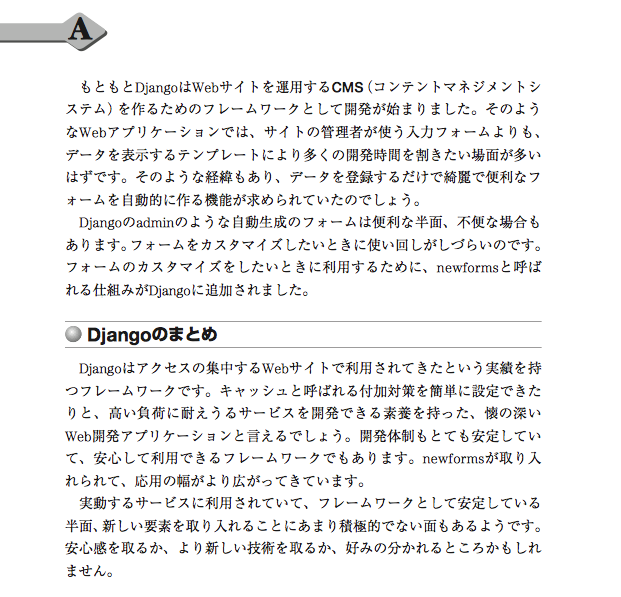 A
もともとDjangoはWebサイトを運用するCMS（コンテントマネジメントシ
ステム）を作るためのフレームワークとして開発が始まりました。そのよう
なWebアプリケーションでは、サイトの管理者が使う入力フォームよりも、
データを表示するテンプレートにより多くの開発時間を割きたい場面が多い
はずです。そのような経緯もあり、データを登録するだけで綺麗で便利なフ
ォームを自動的に作る機能が求められていたのでしょう。
Djangoのadminのような自動生成のフォームは便利な半面、不便な場合も
あります。フォームをカスタマイズしたいときに使い回しがしづらいのです。
フォームのカスタマイズをしたいときに利用するために、newformsと呼ば
れる仕組みがDjangoに追加されました。
Djangoのまとめ
Djangoはアクセスの集中するWebサイトで利用されてきたという実績を持
つフレームワークです。キャッシュと呼ばれる付加対策を簡単に設定できた
りと、高い負荷に耐えうるサービスを開発できる素養を持った、懐の深い
Web開発アプリケーションと言えるでしょう。開発体制もとても安定してい
て、安心して利用できるフレームワークでもあります。newformsが取り入
れられて、応用の幅がより広がってきています。
実動するサービスに利用されていて、フレームワークとして安定している
半面、新しい要素を取り入れることにあまり積極的でない面もあるようです。
安心感を取るか、より新しい技術を取るか、好みの分かれるところかもしれ
ません。